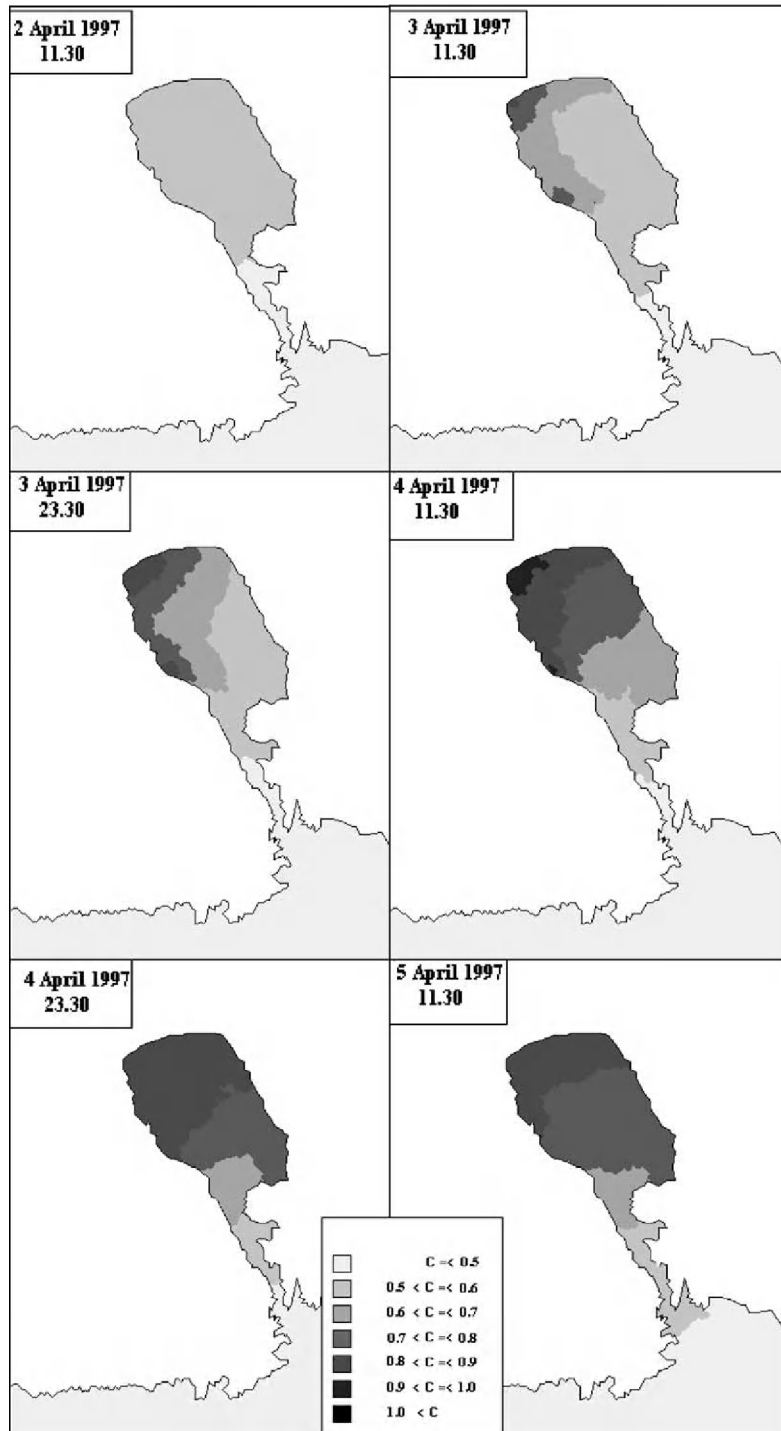 2 April 1997
11.30
3 April 1997
11.30
3 April 1997
23.30
4 April 1997
11.30
4 April 1997
23.30
5 April 1997
11.30
C =< 0.5
0.5 < C =< 0.6
0.6 < C =< 0.7
0.7 < C =< 0.8
0.8 < C =< 0.9
0.9 < C =< 1.0
1.0 < C